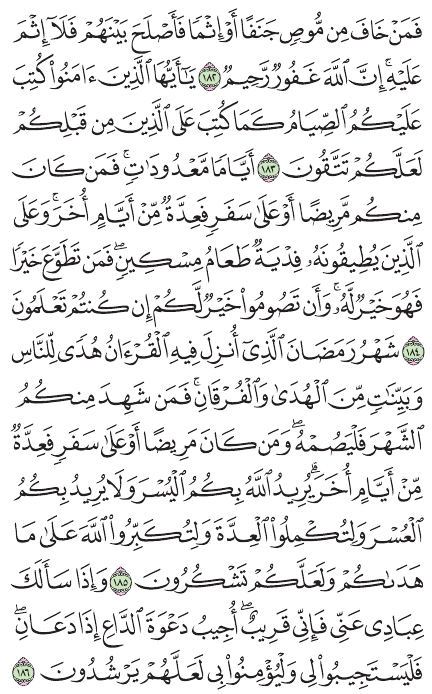 فَمَنْ خَافَ مِن مُّوصٍ جَنَفًا أَوْ إِثْمًا فَأَصْلَحَ بَيْنَهُمْ فَلَآ إِثْمَ
عَلَيْهِ ۚ إِنَّ ٱللَّهَ غَفُورٌ رَّحِيمٌ ١٨٢ يَـٰٓأَيُّهَا ٱلَّذِينَ ءَامَنُوا۟ كُتِبَ
عَلَيْكُمُ ٱلصِّيَامُ كَمَا كُتِبَ عَلَى ٱلَّذِينَ مِن قَبْلِكُمْ
لَعَلَّكُمْ تَتَّقُونَ ١٨٣ أَيَّامًا مَّعْدُودَٰتٍ ۚ فَمَن كَانَ
مِنكُم مَّرِيضًا أَوْ عَلَىٰ سَفَرٍ فَعِدَّةٌ مِّنْ أَيَّامٍ أُخَرَ ۚ وَعَلَى
ٱلَّذِينَ يُطِيقُونَهُۥ فِدْيَةٌ طَعَامُ مِسْكِينٍ ۖ فَمَن تَطَوَّعَ خَيْرًا
فَهُوَ خَيْرٌ لَّهُۥ ۚ وَأَن تَصُومُوا۟ خَيْرٌ لَّكُمْ إِن كُنتُمْ تَعْلَمُونَ
١٨٤ شَهْرُ رَمَضَانَ ٱلَّذِىٓ أُنزِلَ فِيهِ ٱلْقُرْءَانُ هُدًى لِّلنَّاسِ
وَبَيِّنَـٰتٍ مِّنَ ٱلْهُدَىٰ وَٱلْفُرْقَانِ ۚ فَمَن شَهِدَ مِنكُمُ
ٱلشَّهْرَ فَلْيَصُمْهُ ۖ وَمَن كَانَ مَرِيضًا أَوْ عَلَىٰ سَفَرٍ فَعِدَّةٌ
مِّنْ أَيَّامٍ أُخَرَ ۗ يُرِيدُ ٱللَّهُ بِكُمُ ٱلْيُسْرَ وَلَا يُرِيدُ بِكُمُ
ٱلْعُسْرَ وَلِتُكْمِلُوا۟ ٱلْعِدَّةَ وَلِتُكَبِّرُوا۟ ٱللَّهَ عَلَىٰ مَا
هَدَىٰكُمْ وَلَعَلَّكُمْ تَشْكُرُونَ ١٨٥ وَإِذَا سَأَلَكَ
عِبَادِى عَنِّى فَإِنِّى قَرِيبٌ ۖ أُجِيبُ دَعْوَةَ ٱلدَّاعِ إِذَا دَعَانِ ۖ
فَلْيَسْتَجِيبُوا۟ لِى وَلْيُؤْمِنُوا۟ بِى لَعَلَّهُمْ يَرْشُدُونَ ١٨٦